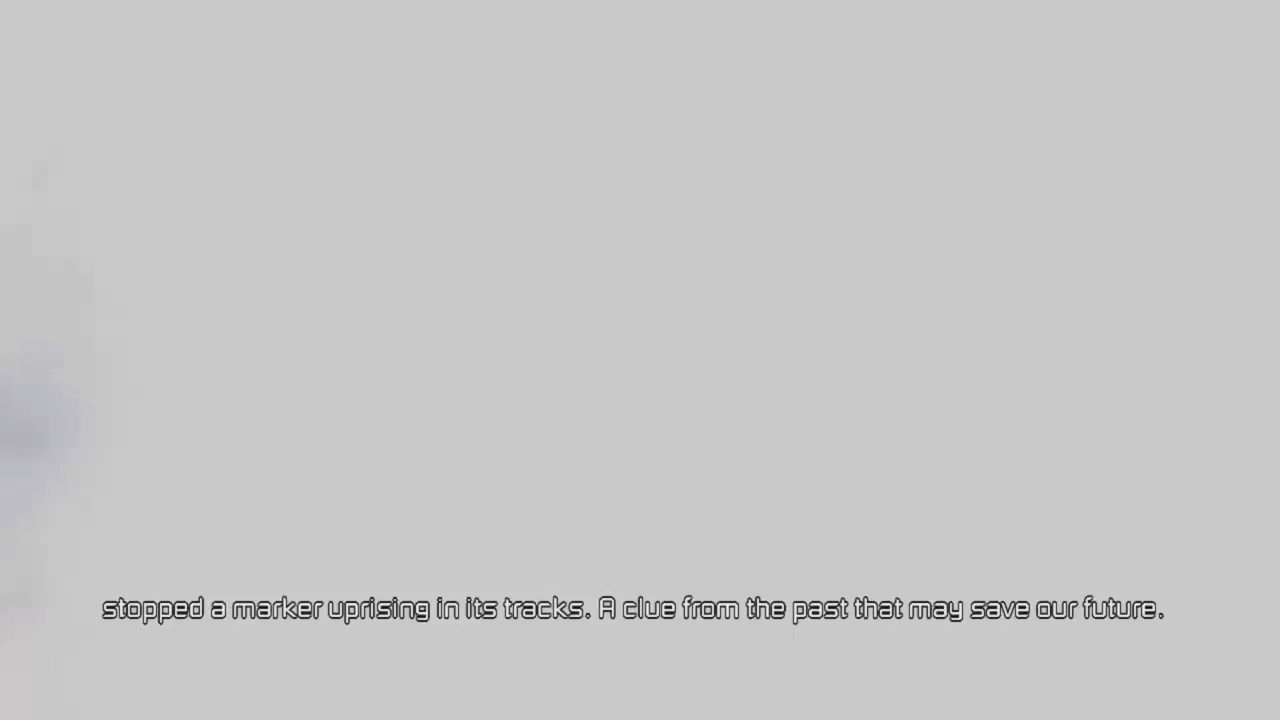 stopped a marker uprising in its tracks. A clue from the past that may save our future.